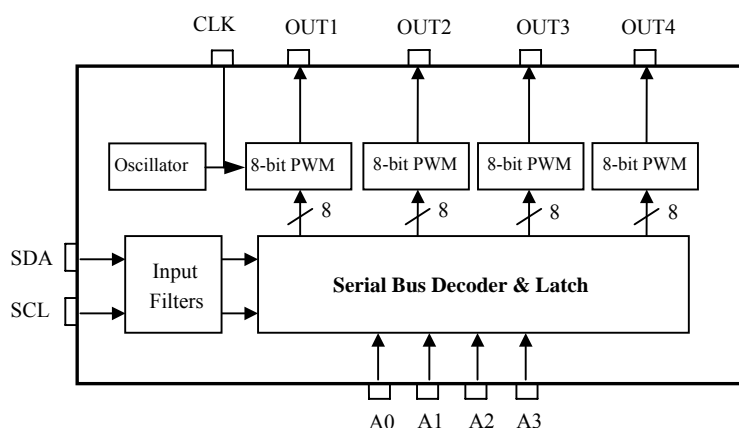 CLK OUT1 OUT2 OUT3 OUT4
Oscillator 8-bit PWM 8-bit PWM 8-bit PWM 8-bit PWM
8 8 8 8
SDA
Input
Filters
Serial Bus Decoder & Latch
SCL
A0 A1 A2 A3